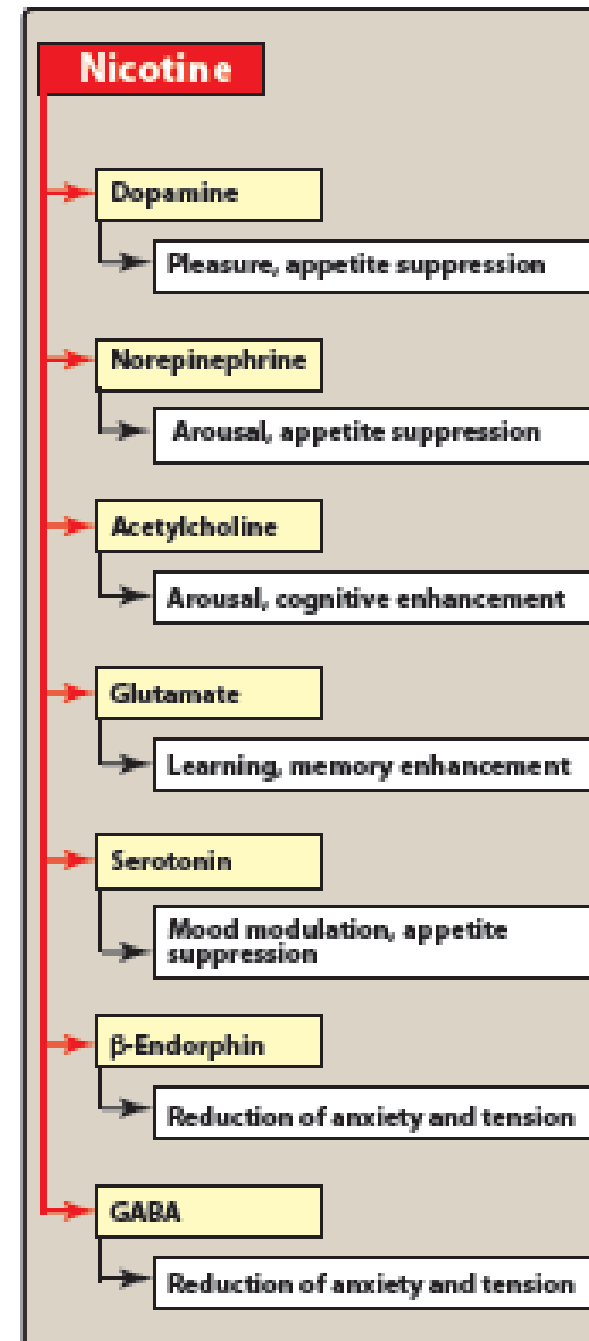 Nicotine
Dopamine
Pleasure, appetite suppression
Norepinephrine
Arousal, appetite suppression
Acetylcholine
Arousal, cognitive enhancement
Glutamate
Learning, memory enhancement
Serotonin
Mood modulation, appetite
suppression
β-Endorphin
Reduction of anxiety and tension
GABA
Reduction of anxiety and tension